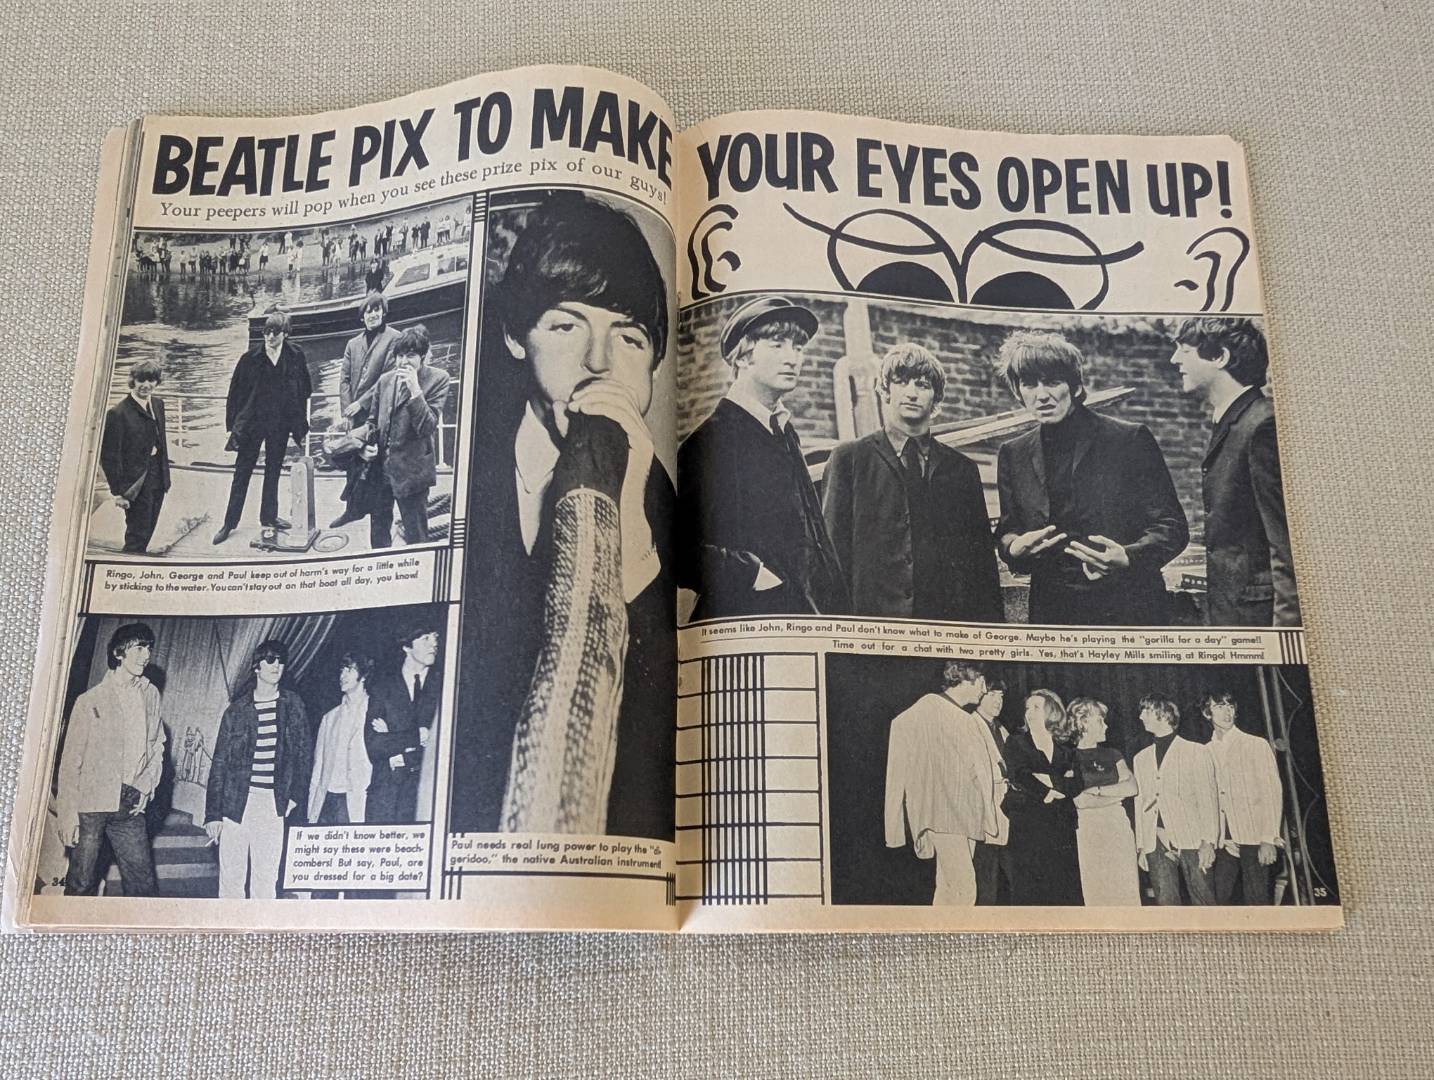 BEATLE PIX TO MAKE
Your peepers will pop when you see these prize pix of our guys!
Ringo, John, George and Paul keep out of harm's way for a little while
by sticking to the water. You can't stay out on that boat all day, you know!
If we didn't know better, we
might say these were beach-
combers! But say, Paul, are
you dressed for a big date?
34
Paul needs real lung power to play the "di-
geridoo," the native Australian instrument!
YOUR EYES OPEN UP!
It seems like John, Ringo and Paul don't know what to make of George. Maybe he's playing the "gorilla for a day" game!!
Time out for a chat with two pretty girls. Yes, that's Hayley Mills smiling at Ringo! Hmmm!
35